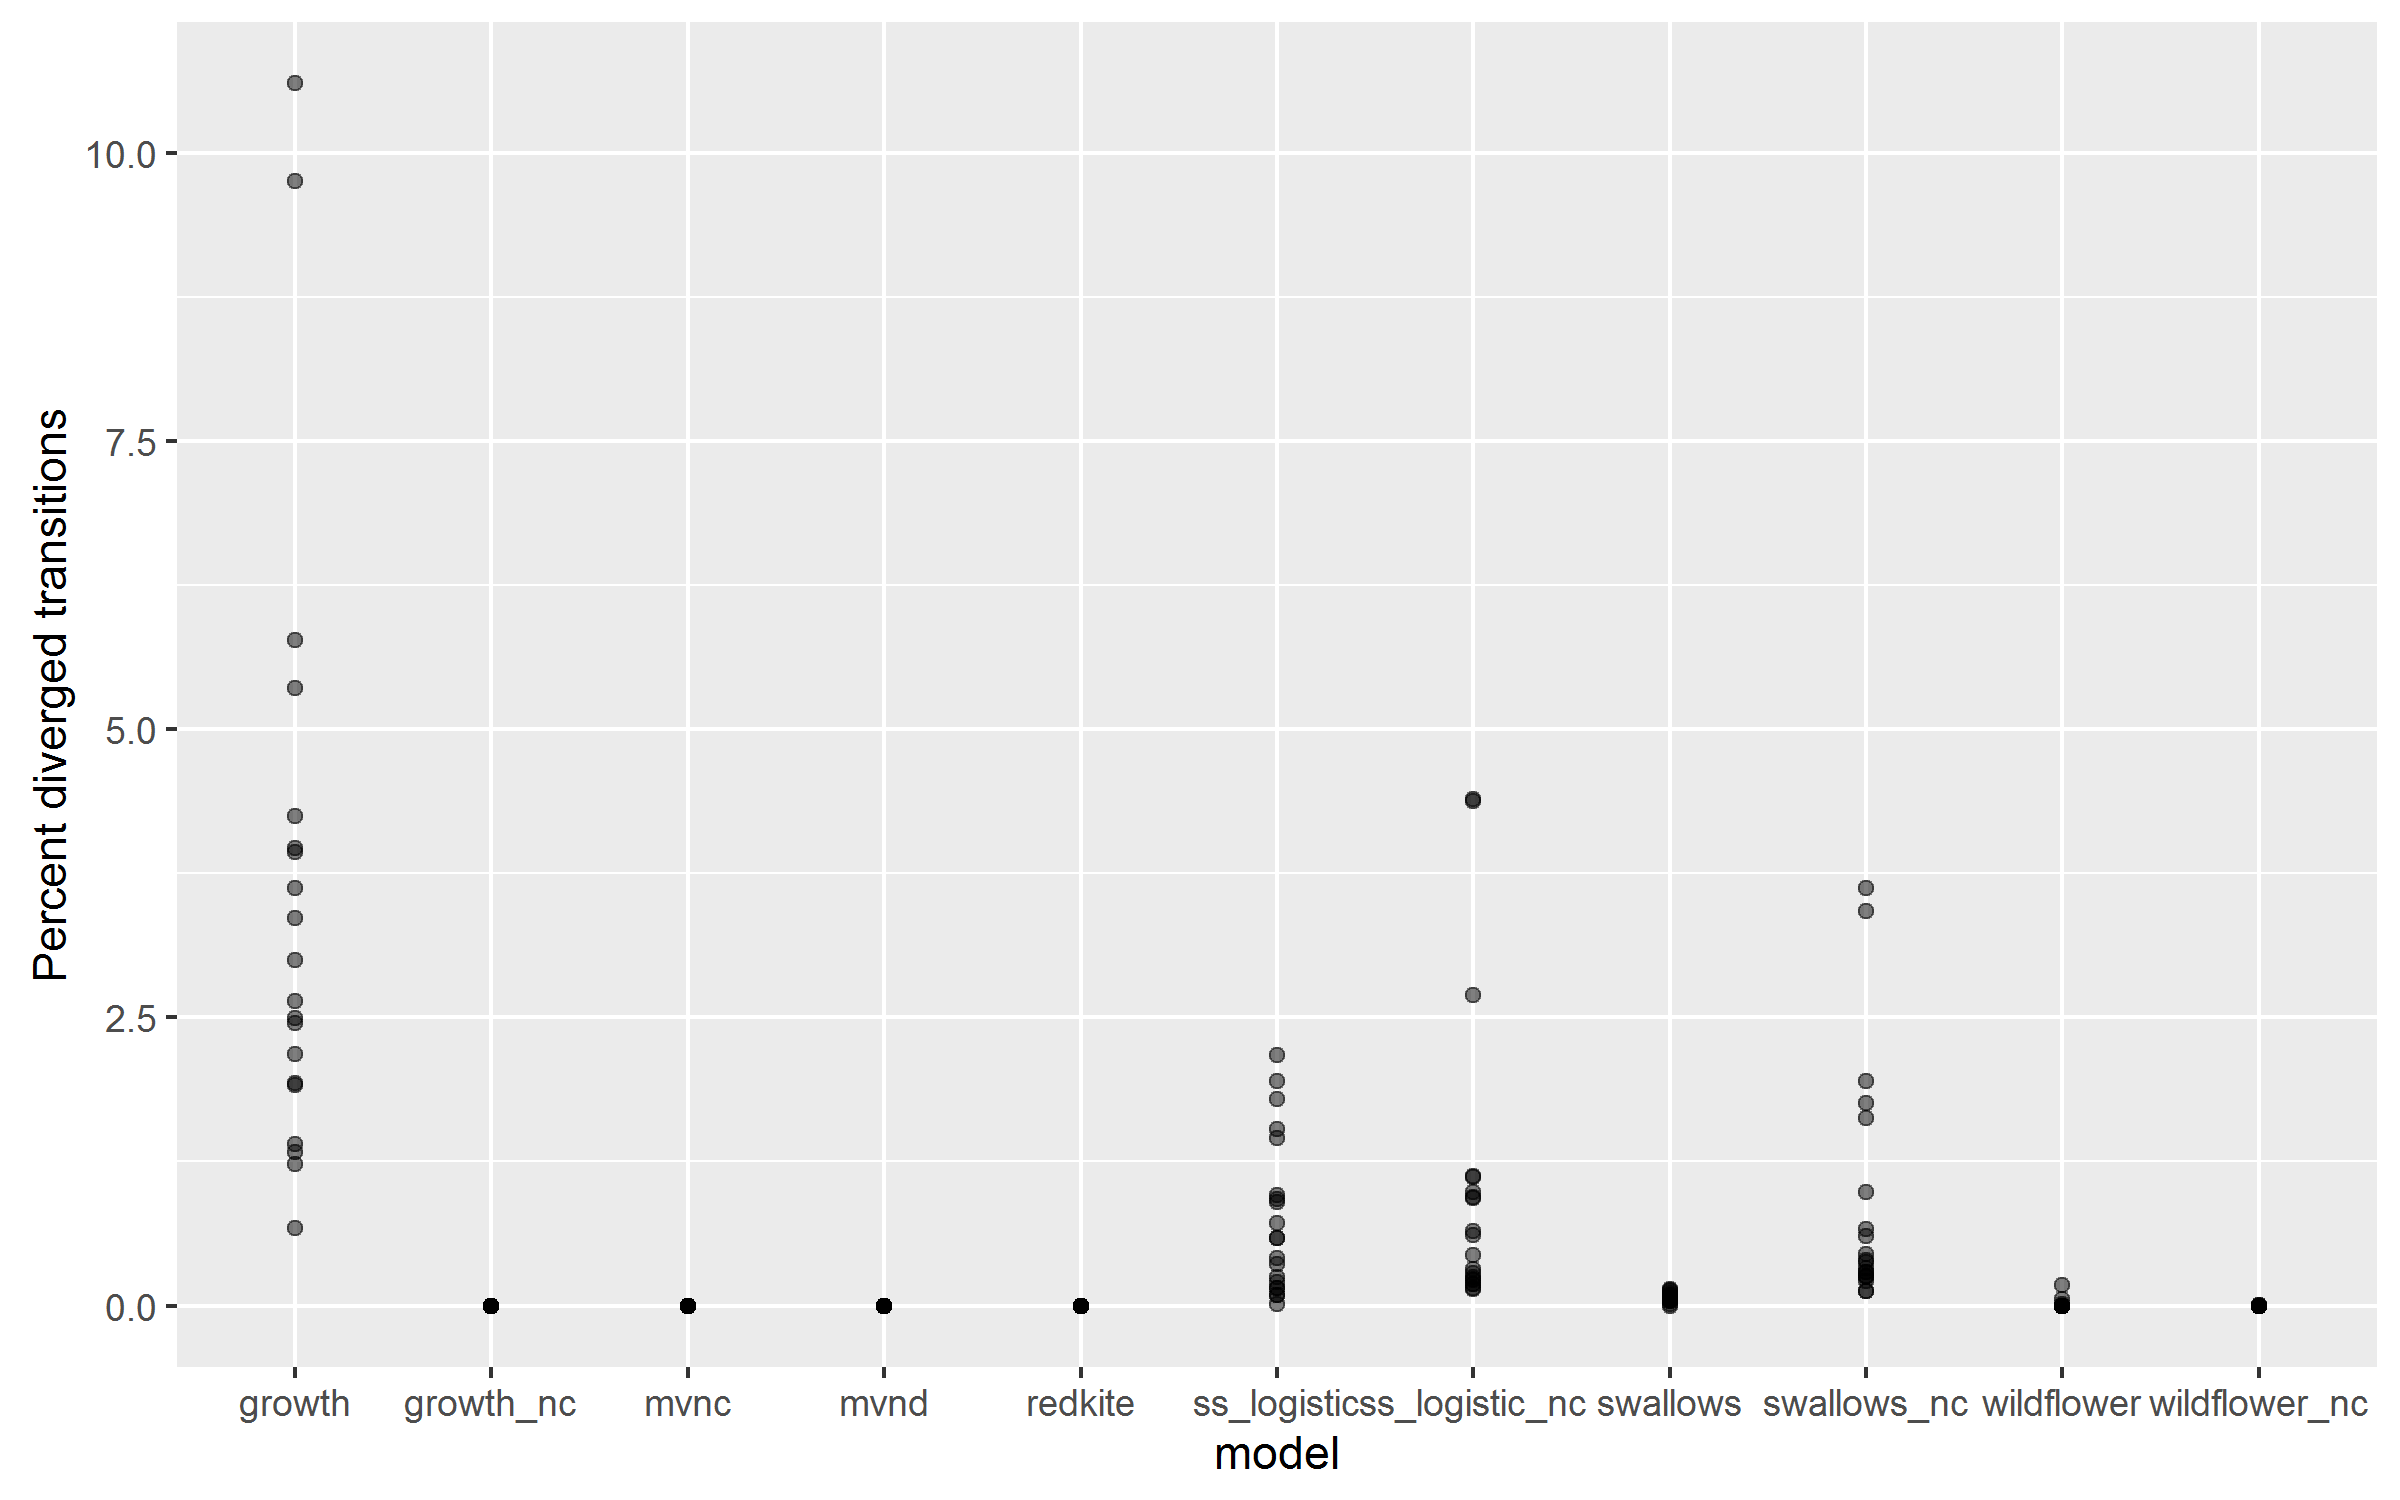 Percent diverged transitions
10.0
7.5
5.0
2.5
0.0
growth growth_nc mvnc mvnd redkite ss_logistic ss_logistic_nc swallows swallows_nc wildflower wildflower_nc
model